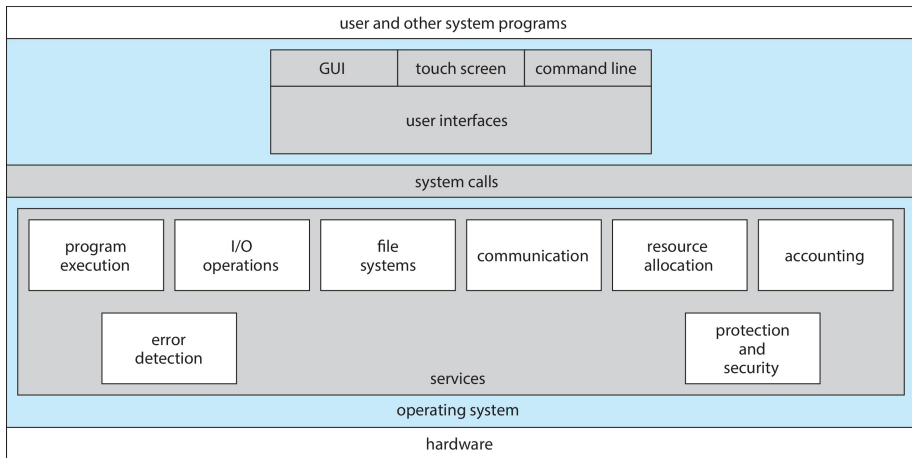 user and other system programs
GUI
touch screen
command line
user interfaces
system calls
program
execution
I/O
operations
file
systems
communication
resource
allocation
accounting
error
detection
protection
and
security
services
operating system
hardware